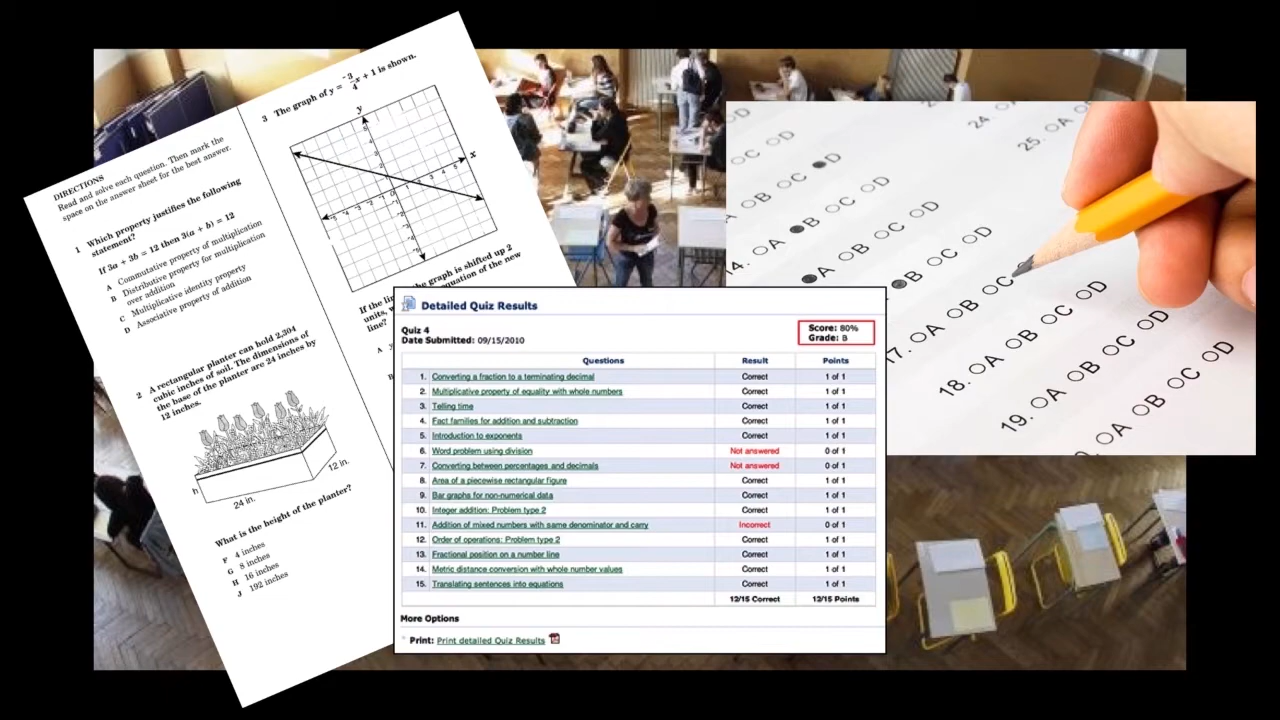 DIRECTIONS
Read and solve each question. Then mark the
space on the answer sheet for the best answer.
1 Which property justifies the following
statement?
If 3a + 3b = 12 then 3(a + b) = 12
A Commutative property of multiplication
B Distributive property for multiplication
over addition
C Multiplicative identity property
D Associative property of addition
2 A rectangular planter can hold 2,304
cubic inches of soil. The dimensions of
the base of the planter are 24 inches by
12 inches.
h
24 in.
12 in.
What is the height of the planter?
F 4 inches
G 8 inches
H 16 inches
J 192 inches
3 The graph of y = -3/4 x + 1 is shown.
y
x
graph is shifted up 2
units,
equation of the new
line?
A
Detailed Quiz Results
Quiz 4
Date Submitted: 09/15/2010
Score: 80%
Grade: B
Questions Result Points
1. Converting a fraction to a terminating decimal Correct 1 of 1
2. Multiplicative property of equality with whole numbers Correct 1 of 1
3. Telling time Correct 1 of 1
4. Fact families for addition and subtraction Correct 1 of 1
5. Introduction to exponents Correct 1 of 1
6. Word problem using division Not answered 0 of 1
7. Converting between percentages and decimals Not answered 0 of 1
8. Area of a piecewise rectangular figure Correct 1 of 1
9. Bar graphs for non-numerical data Correct 1 of 1
10. Integer addition: Problem type 2 Correct 1 of 1
11. Addition of mixed numbers with same denominator and carry Incorrect 0 of 1
12. Order of operations: Problem type 2 Correct 1 of 1
13. Fractional position on a number line Correct 1 of 1
14. Metric distance conversion with whole number values Correct 1 of 1
15. Translating sentences into equations Correct 1 of 1
12/15 Correct 12/15 Points
More Options
Print: Print detailed Quiz Results
24.
25. A D
C D
B C D
A B C D
A B C D
B C D
17. A B C
18. A B C D
19. A B C D
A B C D